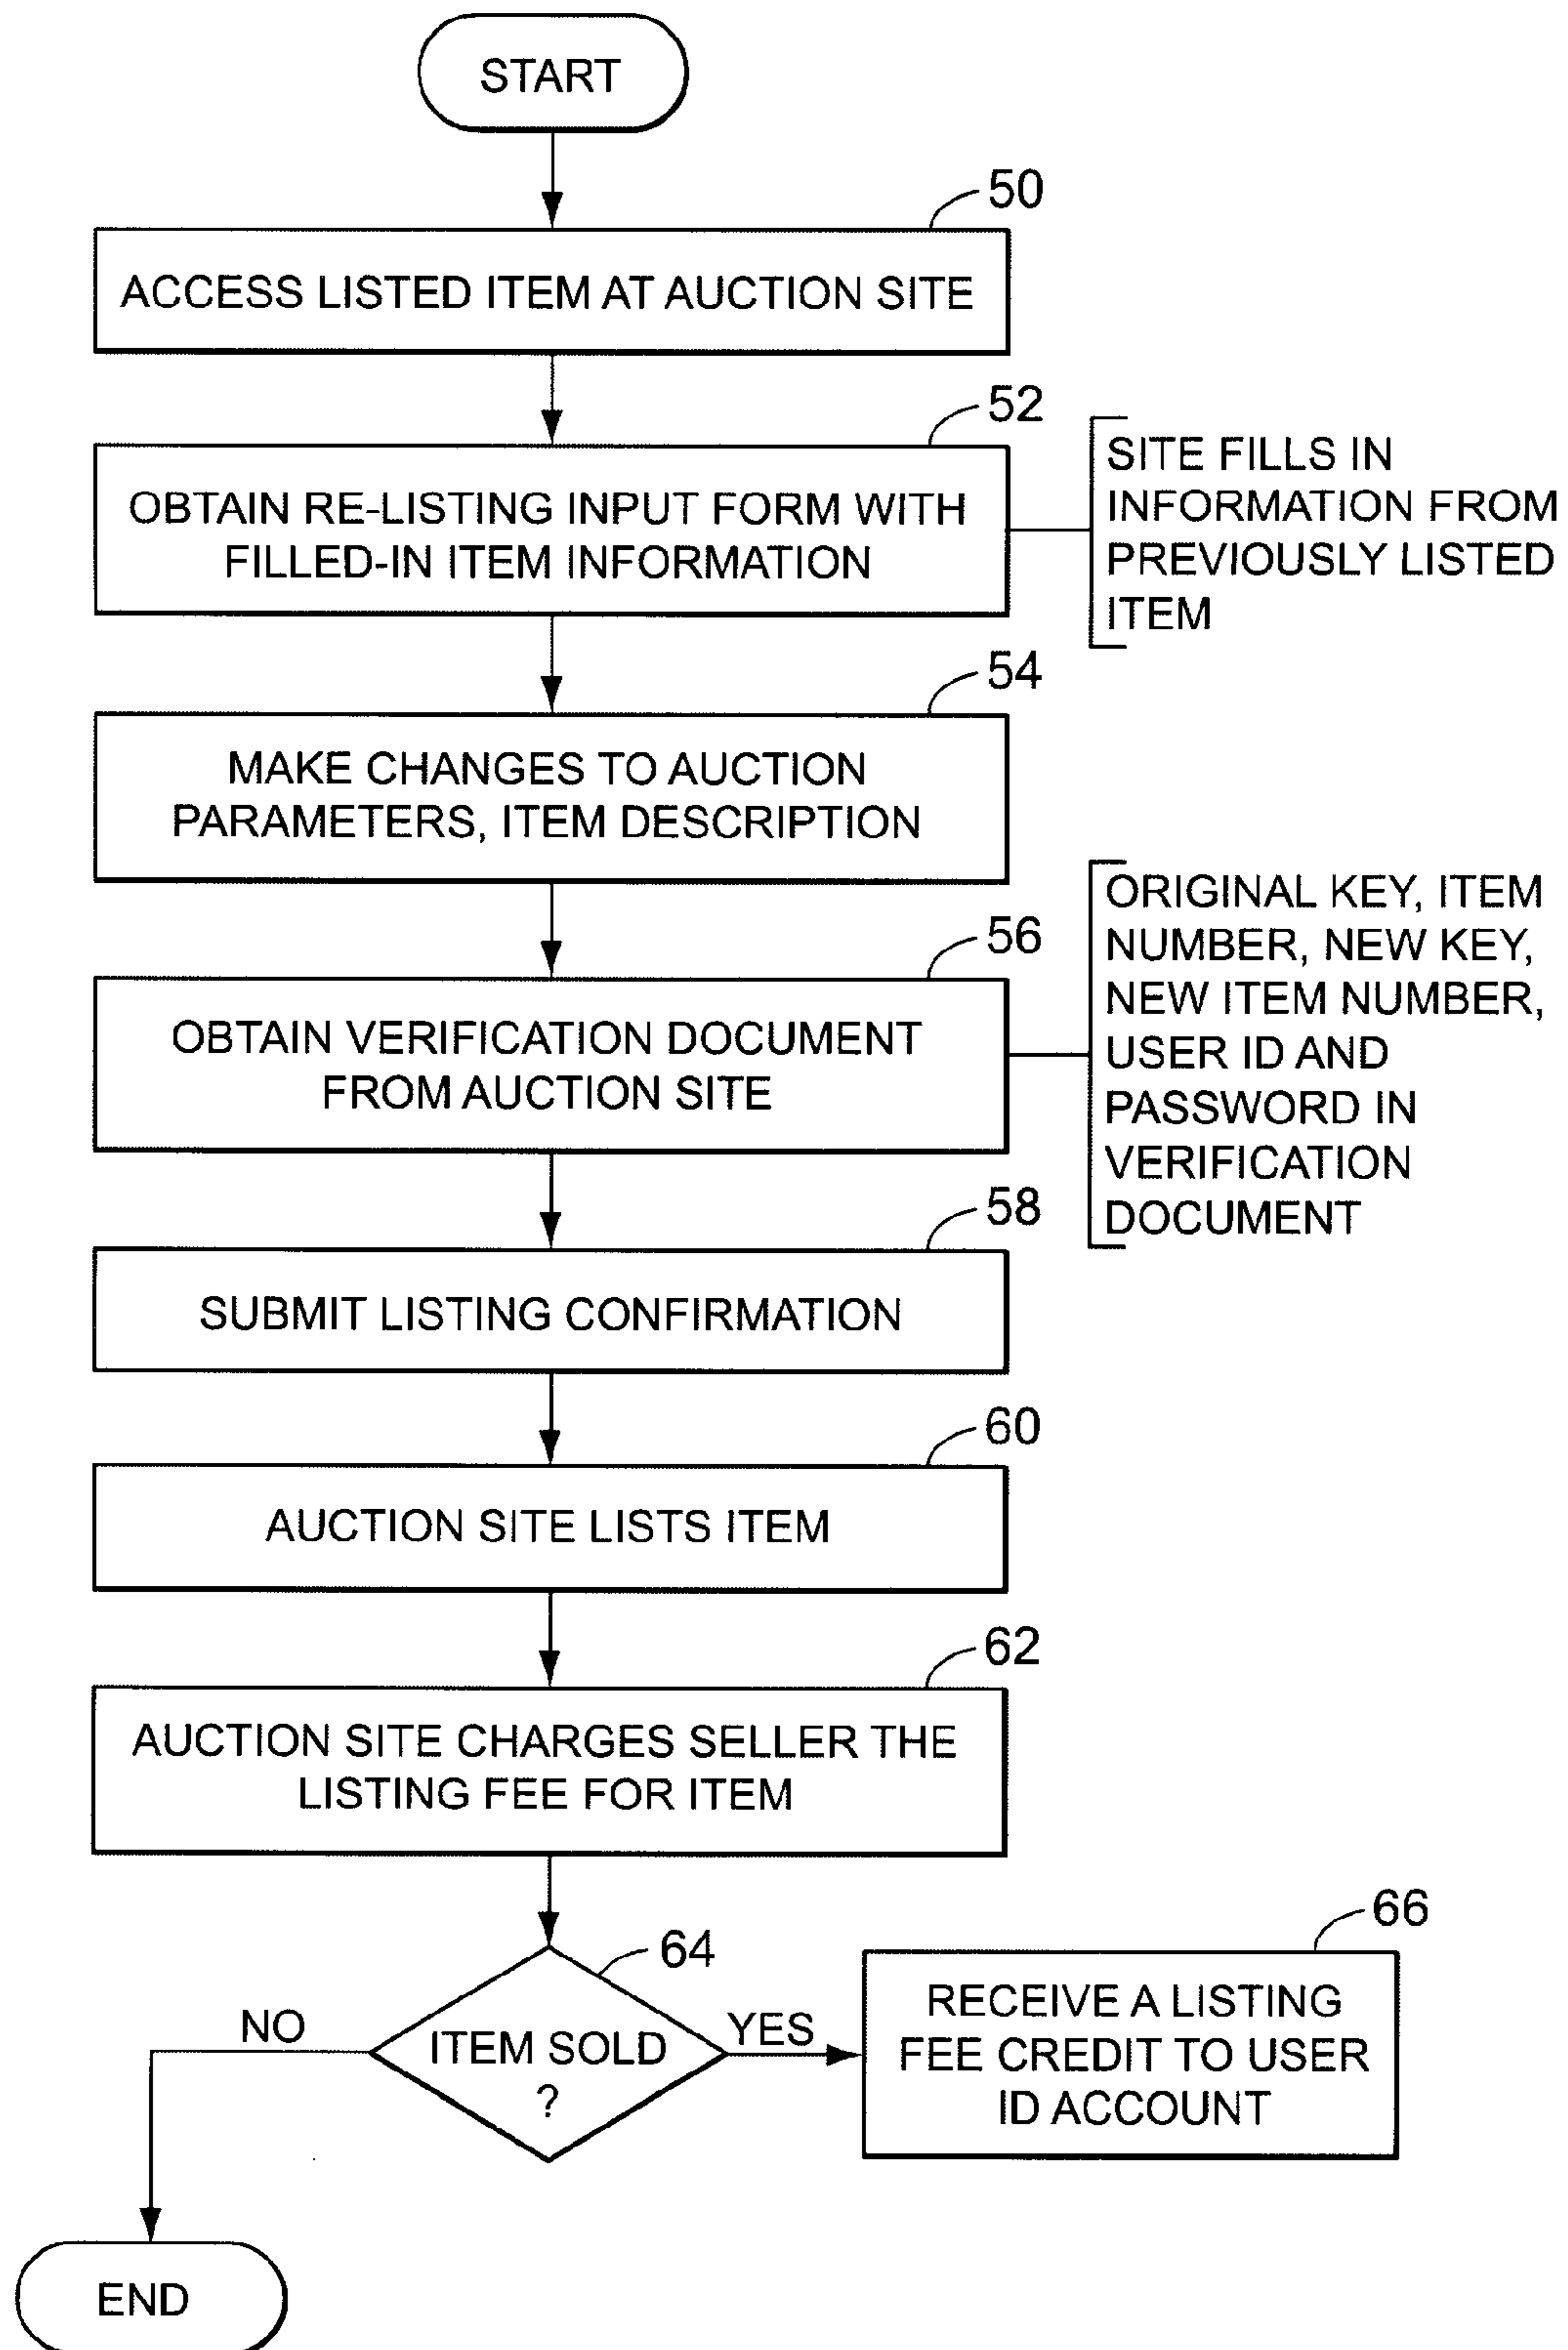 START
50
ACCESS LISTED ITEM AT AUCTION SITE
52
OBTAIN RE-LISTING INPUT FORM WITH
FILLED-IN ITEM INFORMATION
SITE FILLS IN
INFORMATION FROM
PREVIOUSLY LISTED
ITEM
54
MAKE CHANGES TO AUCTION
PARAMETERS, ITEM DESCRIPTION
56
OBTAIN VERIFICATION DOCUMENT
FROM AUCTION SITE
ORIGINAL KEY, ITEM
NUMBER, NEW KEY,
NEW ITEM NUMBER,
USER ID AND
PASSWORD IN
VERIFICATION
DOCUMENT
58
SUBMIT LISTING CONFIRMATION
60
AUCTION SITE LISTS ITEM
62
AUCTION SITE CHARGES SELLER THE
LISTING FEE FOR ITEM
64
ITEM SOLD
?
NO
YES
66
RECEIVE A LISTING
FEE CREDIT TO USER
ID ACCOUNT
END